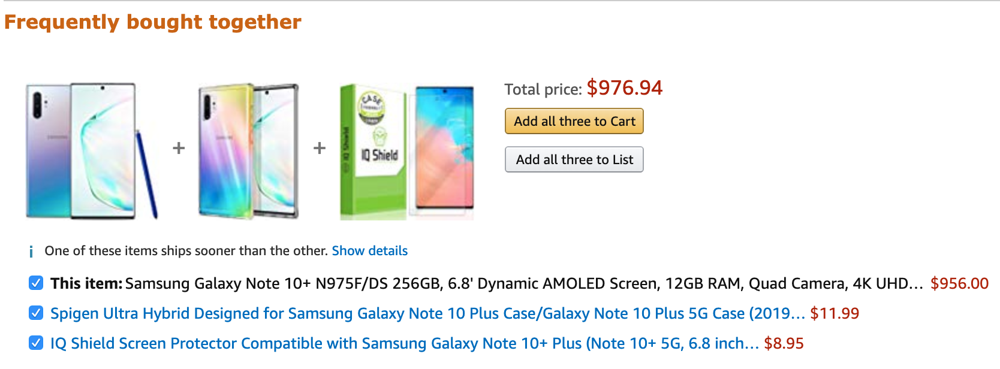 Frequently bought together
Total price: $976.94
Add all three to Cart
Add all three to List
+
+
CASE
IQ Shield
IQ Shield
One of these items ships sooner than the other. Show details
This item: Samsung Galaxy Note 10+ N975F/DS 256GB, 6.8' Dynamic AMOLED Screen, 12GB RAM, Quad Camera, 4K UHD… $956.00
Spigen Ultra Hybrid Designed for Samsung Galaxy Note 10 Plus Case/Galaxy Note 10 Plus 5G Case (2019… $11.99
IQ Shield Screen Protector Compatible with Samsung Galaxy Note 10+ Plus (Note 10+ 5G, 6.8 inch… $8.95